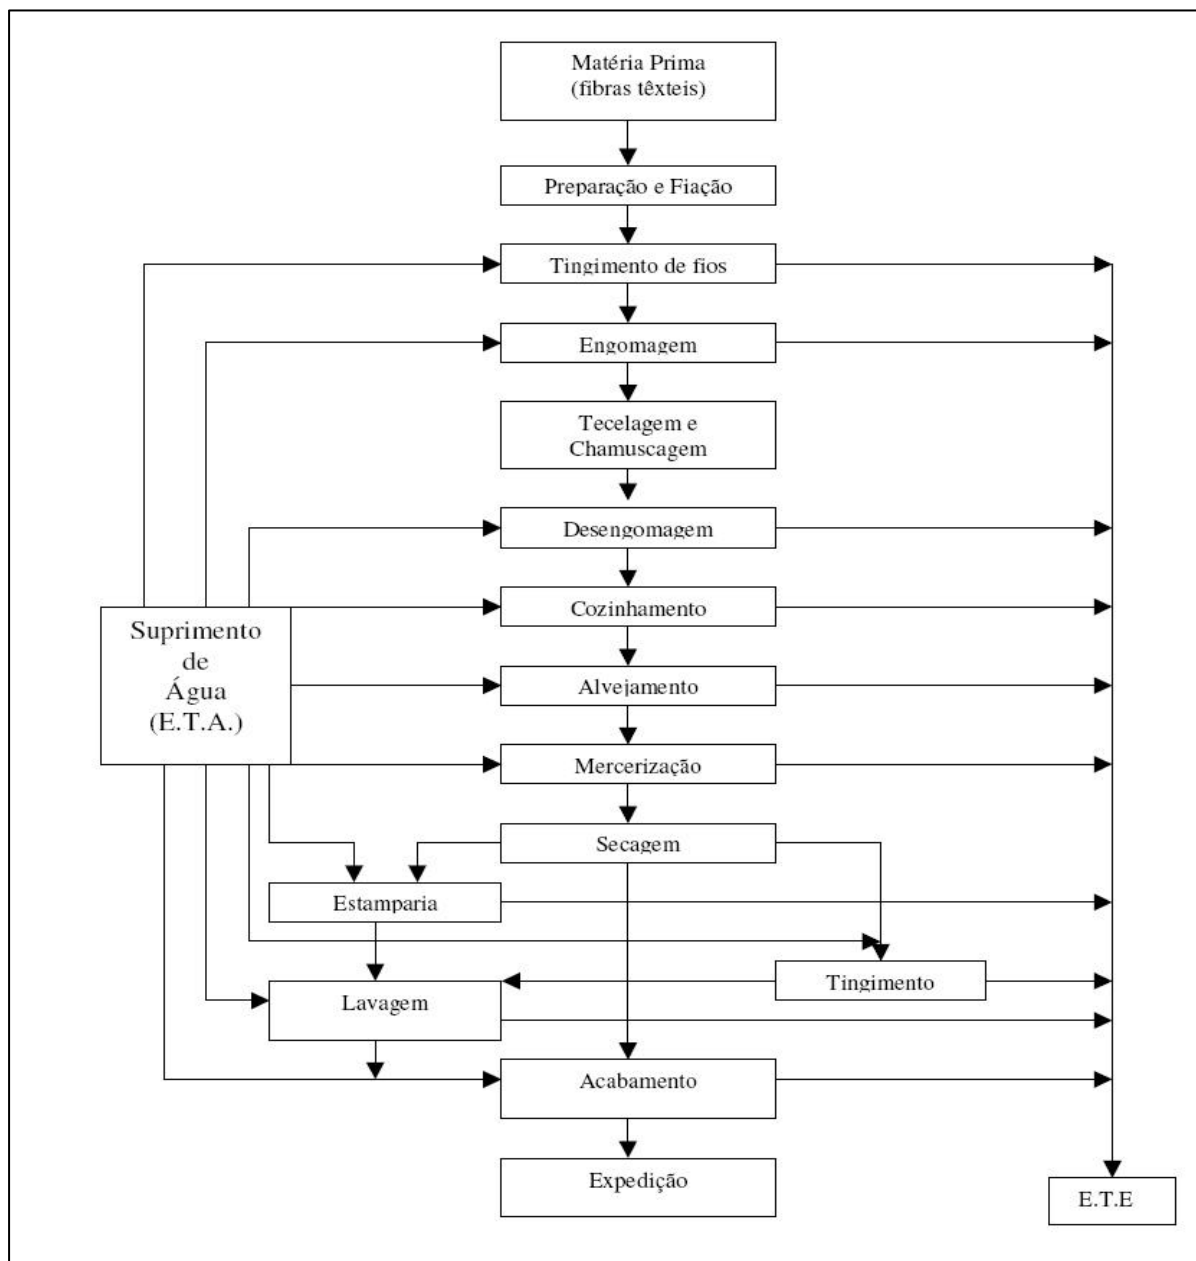 Matéria Prima
(fibras têxteis)
Preparação e Fiação
Tingimento de fios
Engomagem
Tecelagem e
Chamuscagem
Desengomagem
Cozinhamento
Suprimento
de
Água
(E.T.A.)
Alvejamento
Mercerização
Secagem
Estamparia
Tingimento
Lavagem
Acabamento
Expedição
E.T.E